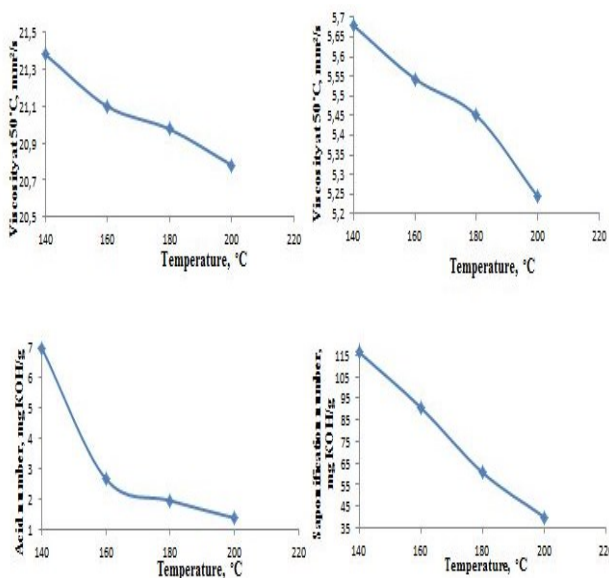 Viscosity at 50°C, mm²/s
21,5
21,3
21,1
20,9
20,7
20,5
140 160 180 200 220
Temperature, °C
Viscosity at 50°C, mm²/s
5,7
5,65
5,6
5,55
5,5
5,45
5,4
5,35
5,3
5,25
5,2
140 160 180 200 220
Temperature, °C
Acid number, mg KOH/g
7
6
5
4
3
2
1
140 160 180 200 220
Temperature, °C
Saponification number,
mg KOH/g
115
105
95
85
75
65
55
45
35
140 160 180 200 220
Temperature, °C